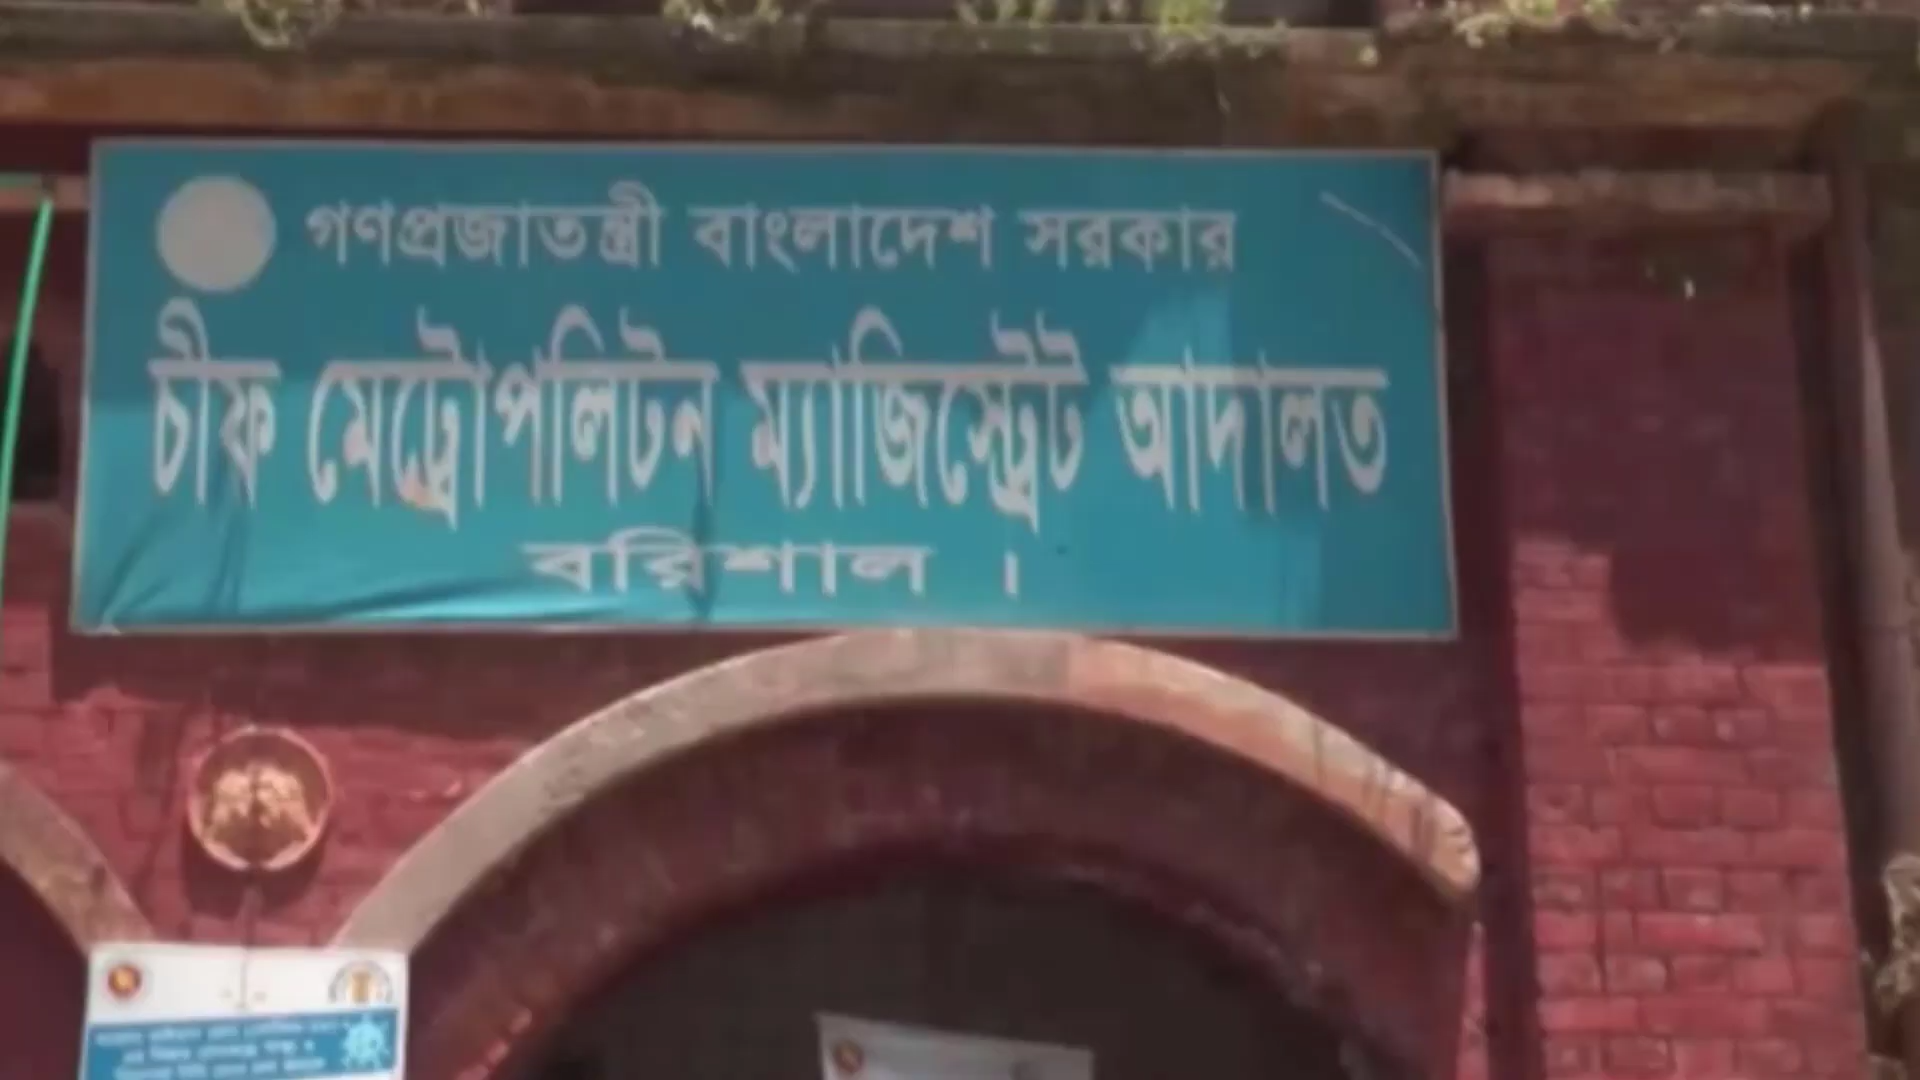 গণপ্রজাতন্ত্রী বাংলাদেশ সরকার
চীফ মেট্রোপলিটন ম্যাজিস্ট্রেট আদালত
বরিশাল ।